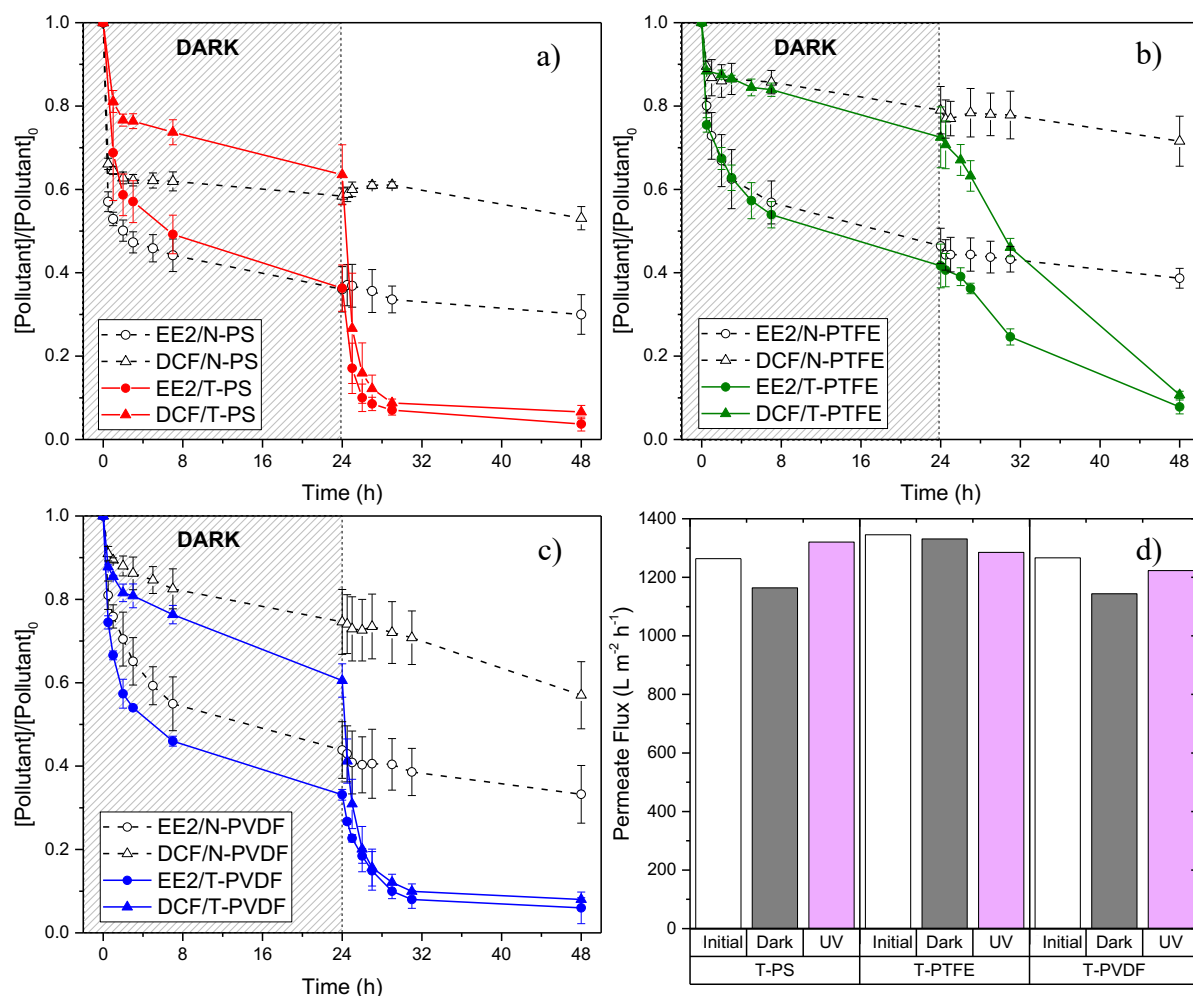 a)
DARK
[Pollutant]/[Pollutant]0
1.0
0.8
0.6
0.4
0.2
0.0
EE2/N-PS
DCF/N-PS
EE2/T-PS
DCF/T-PS
0 8 16 24 32 40 48
Time (h)
b)
DARK
[Pollutant]/[Pollutant]0
1.0
0.8
0.6
0.4
0.2
0.0
EE2/N-PTFE
DCF/N-PTFE
EE2/T-PTFE
DCF/T-PTFE
0 8 16 24 32 40 48
Time (h)
c)
DARK
[Pollutant]/[Pollutant]0
1.0
0.8
0.6
0.4
0.2
0.0
EE2/N-PVDF
DCF/N-PVDF
EE2/T-PVDF
DCF/T-PVDF
0 8 16 24 32 40 48
Time (h)
d)
Permeate Flux (L m-2 h-1)
1400
1200
1000
800
600
400
200
0
Initial Dark UV Initial Dark UV Initial Dark UV
T-PS T-PTFE T-PVDF